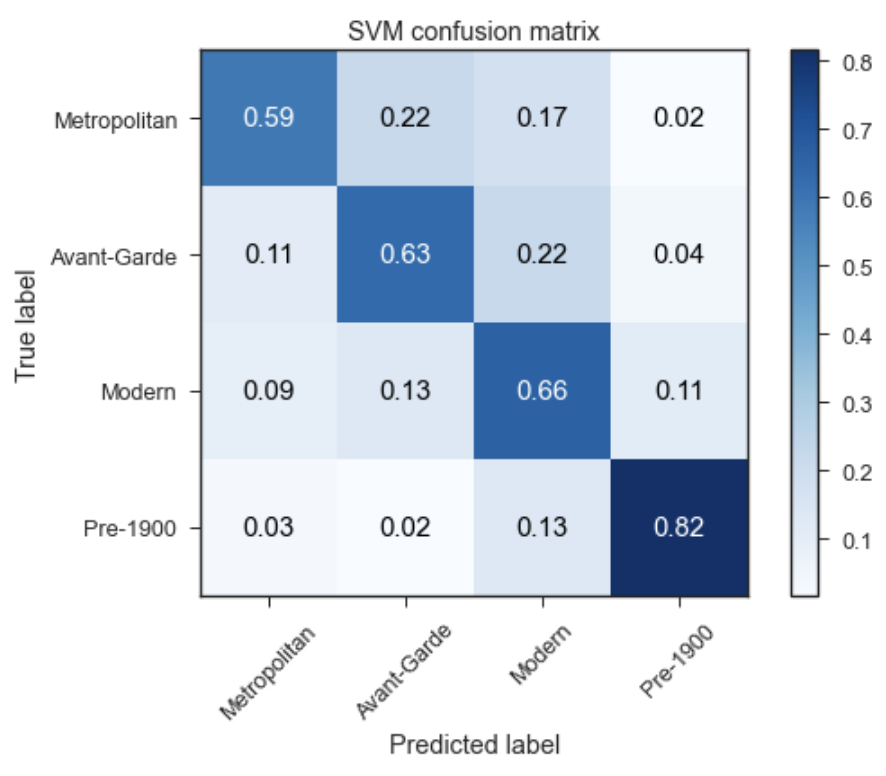 SVM confusion matrix
Metropolitan 0.59 0.22 0.17 0.02
Avant-Garde 0.11 0.63 0.22 0.04
Modern 0.09 0.13 0.66 0.11
Pre-1900 0.03 0.02 0.13 0.82
True label
Metropolitan Avant-Garde Modern Pre-1900
Predicted label
0.8
0.7
0.6
0.5
0.4
0.3
0.2
0.1